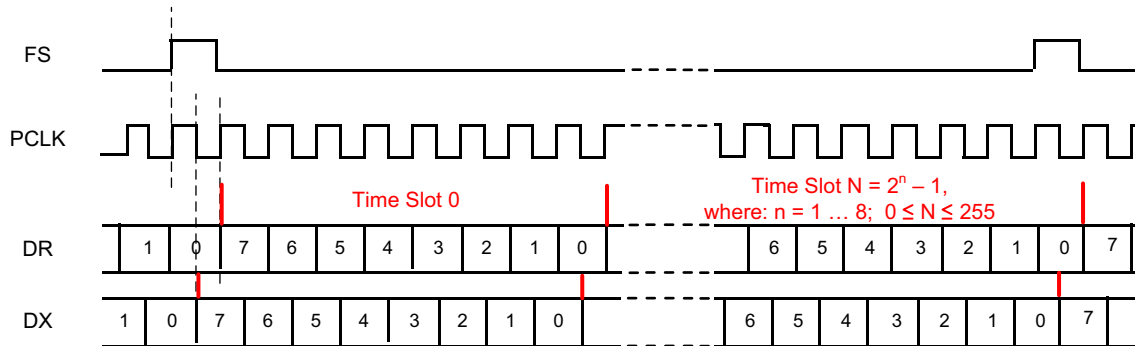 FS
PCLK
Time Slot 0
Time Slot N = 2ⁿ – 1,
where: n = 1 … 8; 0 ≤ N ≤ 255
DR 1 0 7 6 5 4 3 2 1 0 6 5 4 3 2 1 0 7
DX 1 0 7 6 5 4 3 2 1 0 6 5 4 3 2 1 0 7